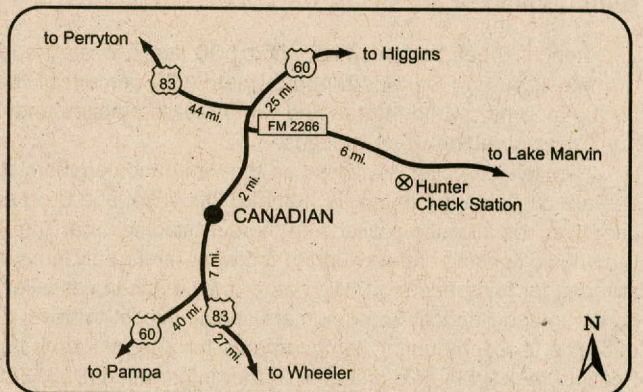 to Perryton
60
to Higgins
83
25 mi.
44 mi.
FM 2266
6 mi.
to Lake Marvin
Hunter
Check Station
2 mi.
CANADIAN
7 mi.
40 mi.
83
60
27 mi.
to Pampa
to Wheeler
N